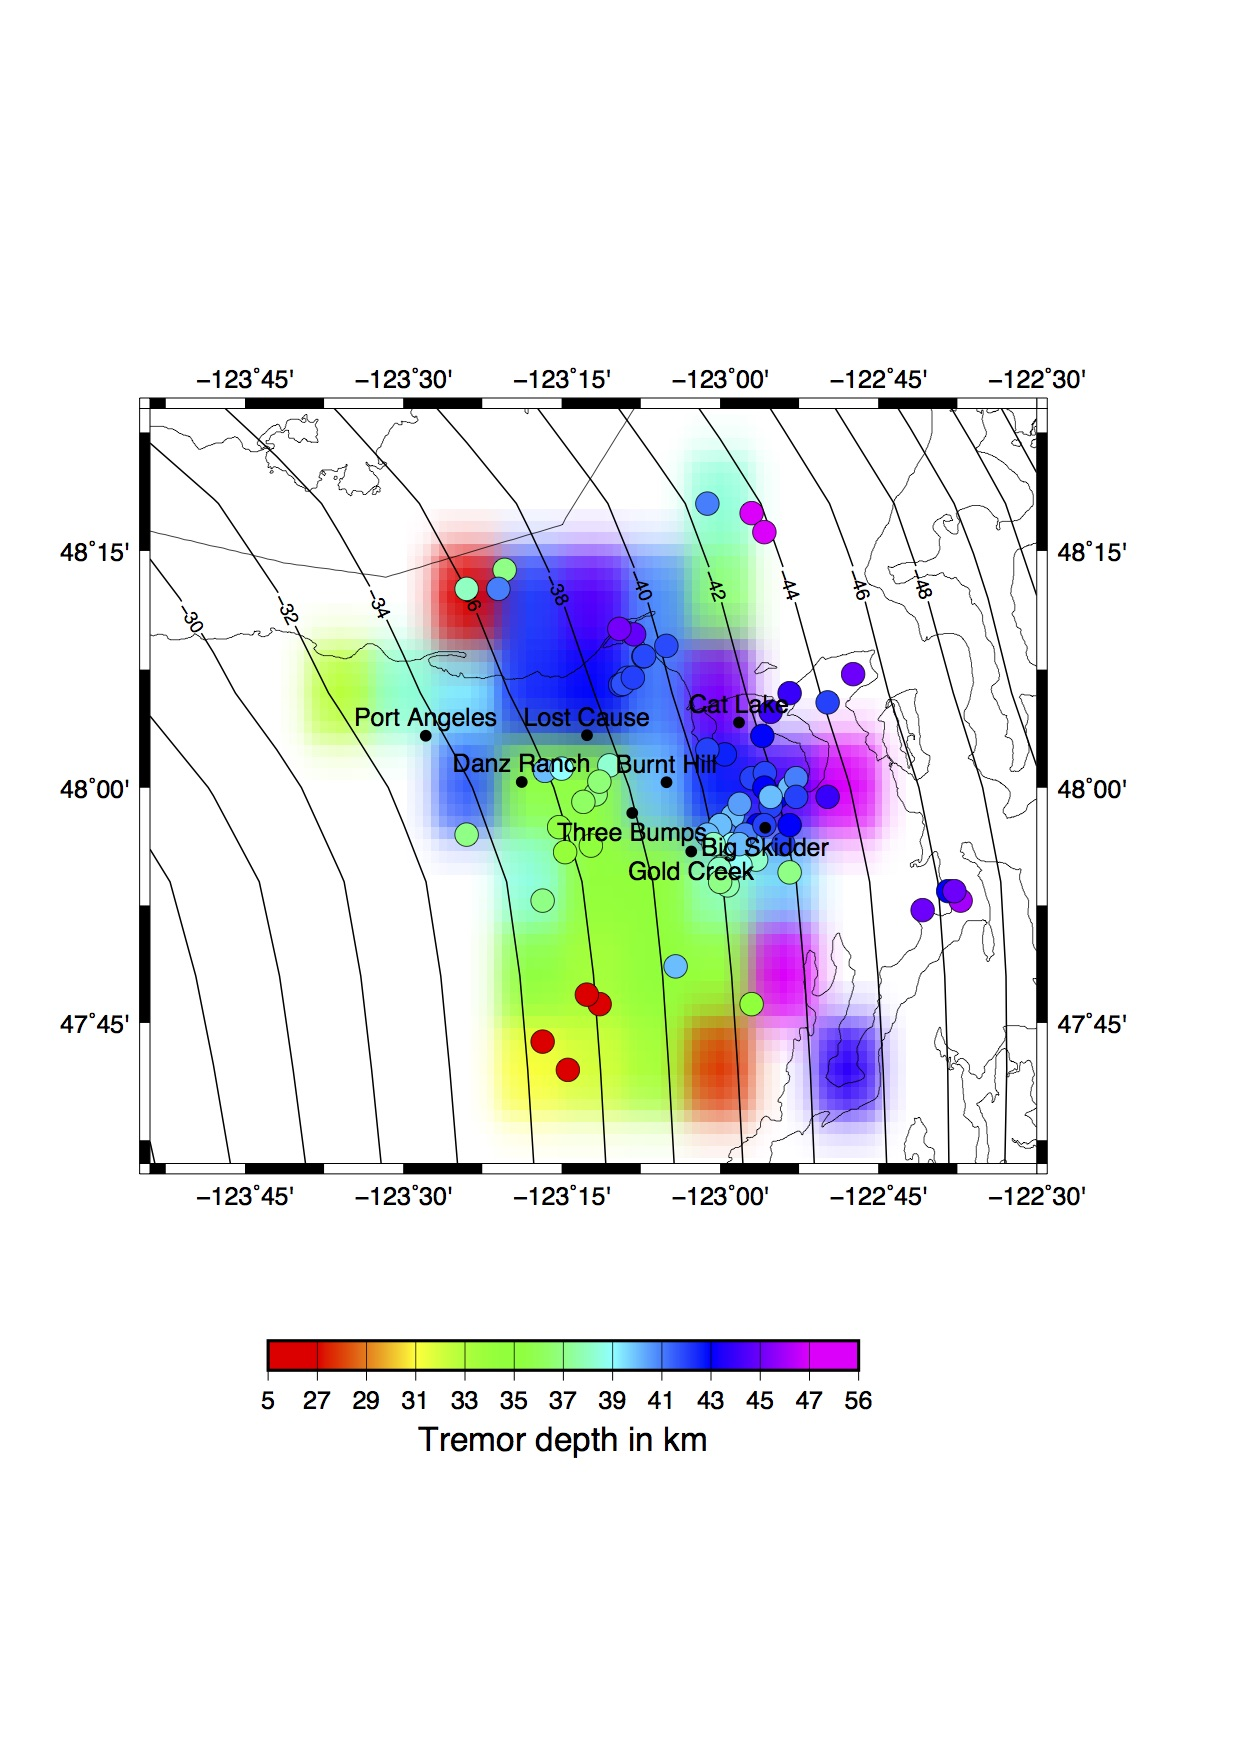 −123˚45' −123˚30' −123˚15' −123˚00' −122˚45' −122˚30'
48˚15' 48˚15'
−30 −32 −34 6 −38 −40 −42 −44 −46 −48
Cat Lake
Port Angeles Lost Cause
Danz Ranch Burnt Hill
48˚00' 48˚00'
Three Bumps
Big Skidder
Gold Creek
47˚45' 47˚45'
−123˚45' −123˚30' −123˚15' −123˚00' −122˚45' −122˚30'
5 27 29 31 33 35 37 39 41 43 45 47 56
Tremor depth in km